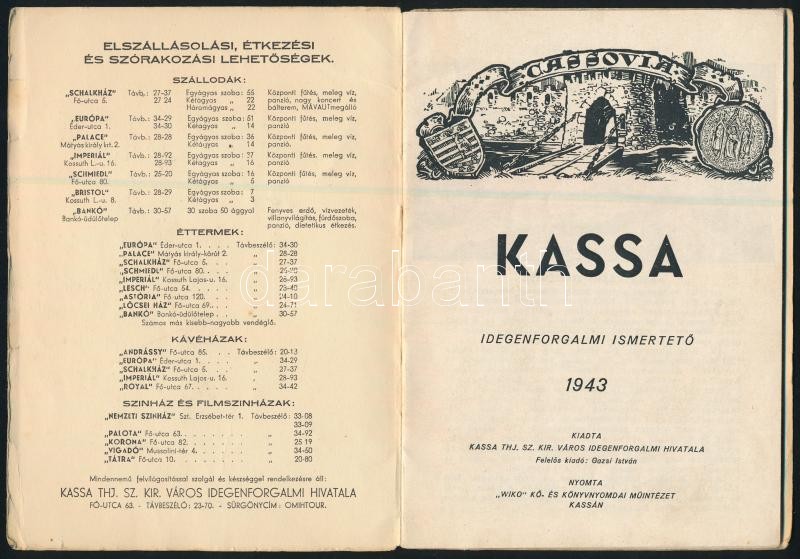 ELSZÁLLÁSOLÁSI, ÉTKEZÉSI
ÉS SZÓRAKOZÁSI LEHETŐSÉGEK.
SZÁLLODÁK:
„SCHALKHÁZ" Távb.: 27-37 Egyágyas szoba: 55 Központi fűtés, meleg víz,
Fő-utca 5. 27 24 Kétágyas „ 22 panzió, nagy koncert és
Háromágyas „ 22 bálterem, MÁVAUT megálló
„EURÓPA" Távb.: 34-29 Egyágyas szoba: 51 Központi fűtés, meleg víz,
Éder-utca 1. 34-30 Kétágyas „ 14 panzió.
„PALACE" Távb.: 28-28 Egyágyas szoba: 36 Központi fűtés, meleg víz,
Mátyás király krt. 2. Kétágyas „ 14 panzió.
„IMPERIÁL" Távb.: 28-92 Egyágyas szoba: 27 Központi fűtés, meleg víz,
Kossuth L.-u. 16. 28-93 Kétágyas „ 16 panzió.
„SCHMIEDL" Távb.: 25-20 Egyágyas szoba: 16 Központi fűtés, meleg víz,
Fő-utca 80. Kétágyas „ 5 panzió.
„BRISTOL" Távb.: 28-29 Egyágyas szoba: 7
Kossuth L.-u. 8. Kétágyas „ 3
„BANKÓ" Távb.: 30-57 30 szoba 50 ággyal Fenyves erdő, vízvezeték,
Bankó-üdülőtelep villanyvilágítás, fürdőszoba,
panzió, dietétikus étkezés.
ÉTTERMEK:
„EURÓPA" Éder-utca 1. . . . Távbeszélő: 34-30
„PALACE" Mátyás király-körút 2. „ 28-28
„SCHALKHÁZ" Fő-utca 5. . . . „ 27-37
„SCHMIEDL" Fő-utca 80. . . . „ 25-20
„IMPERIÁL" Kossuth Lajos-u. 16. „ 28-93
„LESCH" Fő-utca 54. . . . . „ 23-40
„ASTÓRIA" Fő-utca 120. . . . „ 24-10
„LŐCSEI HÁZ" Fő-utca 69. . . „ 24-71
„BANKÓ" Bankó-üdülőtelep . . „ 30-57
Számos más kisebb-nagyobb vendéglő.
KÁVÉHÁZAK:
„ANDRÁSSY" Fő-utca 85. . . . Távbeszélő: 20-13
„EURÓPA" Éder-utca 1. . . . „ 34-29
„SCHALKHÁZ" Fő-utca 5. . . . „ 27-37
„IMPERIÁL" Kossuth Lajos-u. 16. „ 28-93
„ROYAL" Fő-utca 67. . . . . „ 34-42
SZINHÁZ ÉS FILMSZINHÁZAK:
„NEMZETI SZINHÁZ" Szt. Erzsébet-tér 1. Távbeszélő: 33-08
33-09
„PALOTA" Fő-utca 63. . . . . „ 34-92
„KORONA" Fő-utca 82. . . . . „ 25 19
„VIGADÓ" Mussolini-tér 4. . . . „ 34-50
„TÁTRA" Fő-utca 10. . . . . „ 20-80
Mindennemű felvilágosítással szolgál és készséggel rendelkezésre áll:
KASSA THJ. SZ. KIR. VÁROS IDEGENFORGALMI HIVATALA
FŐ-UTCA 63. - TÁVBESZÉLŐ: 23-70. - SÜRGÖNYCÍM: OMIHTOUR.
CASSOVIA
KASSA
IDEGENFORGALMI ISMERTETŐ
1943
KIADTA
KASSA THJ. SZ. KIR. VÁROS IDEGENFORGALMI HIVATALA
Felelős kiadó: Gazsi István
NYOMTA
„WIKO" KŐ- ÉS KÖNYVNYOMDAI MŰINTÉZET
KASSÁN
darabanth